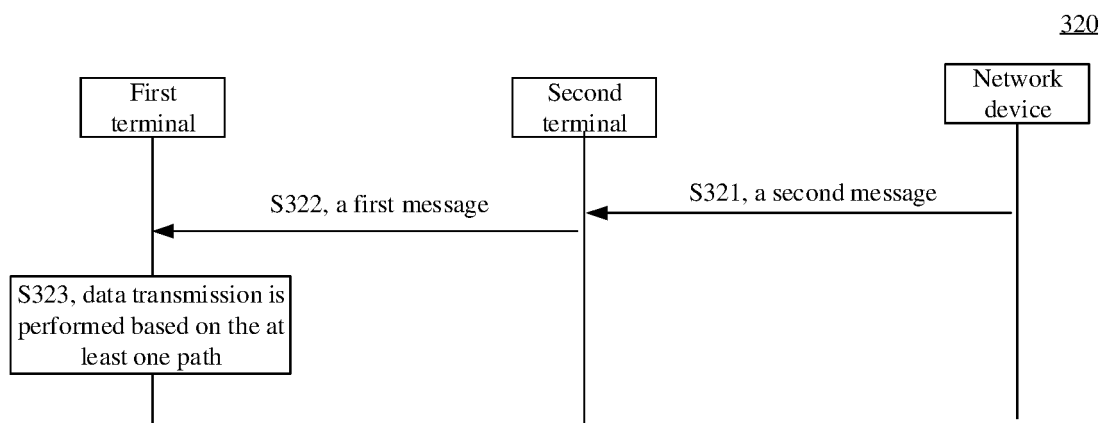 320
First
terminal
Second
terminal
Network
device
S321, a second message
S322, a first message
S323, data transmission is
performed based on the at
least one path